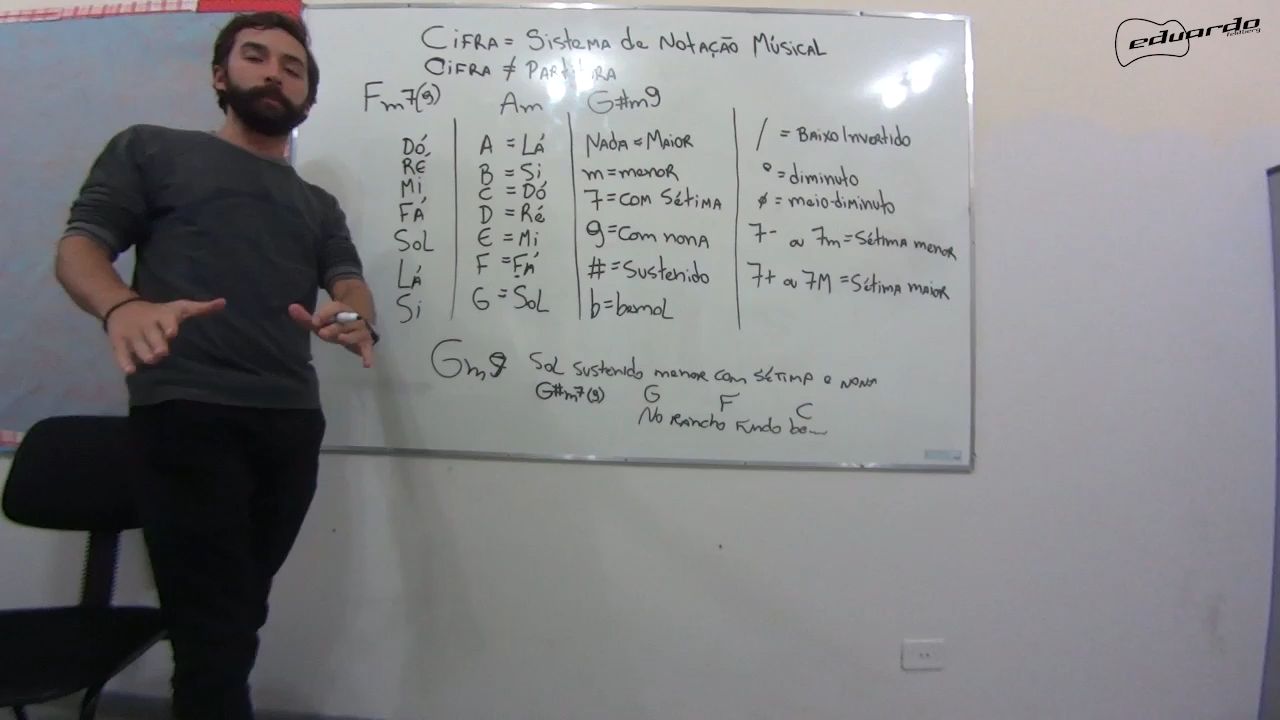 eduardo
feldberg
CIFRA = Sistema de Notação Músical
CIFRA ≠ PARTITURA
Fm7(9) Am G#m9
DÓ
RÉ
Mi
FÁ
SOL
LÁ
Si
A = LÁ
B = Si
C = DÓ
D = Ré
E = Mi
F = FÁ
G = SOL
NADA = MAIOR
m = menor
7 = com SÉTIMA
9 = com nona
# = Sustenido
b = bemol
/ = BAIXO INVERTIDO
° = diminuto
ø = meio-diminuto
7- ou 7m = Sétima menor
7+ ou 7M = Sétima maior
Gm9 SOL sustenido menor com SÉTIMA e NONA
G#m7(9) G F C
NO RANCHO FUNDO be